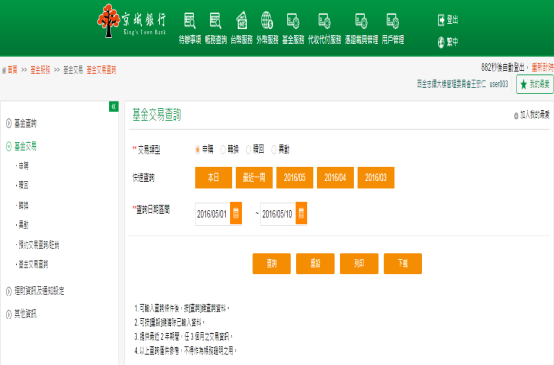 京城銀行
King's Town Bank
待辦事項 帳務查詢 台幣服務 外幣服務 基金服務 代收代付服務 憑證載具管理 用戶管理
登出
繁中
首頁 >> 基金服務 >> 基金交易 基金交易查詢
682秒後自動登出， 重新計時
user003 我的最愛
基金查詢
基金交易
・申購
・贖回
・轉換
・異動
・預約交易查詢/註銷
・基金交易查詢
理財資訊及通知設定
其他資訊
基金交易查詢
加入我的最愛
** 交易類型 申購 轉換 贖回 異動
快速查詢 本日 最近一周 2016/05 2016/04 2016/03
**查詢日期區間 2016/05/01 ~ 2016/05/10
查詢 重設 列印 下載
1. 可輸入查詢條件後，按[查詢]鍵查詢資料。
2. 可按[重設]鍵清除已輸入資料。
3. 提供最近２年期間，任３個月之交易資訊。
4. 以上查詢僅供參考，不得作為帳務證明之用。